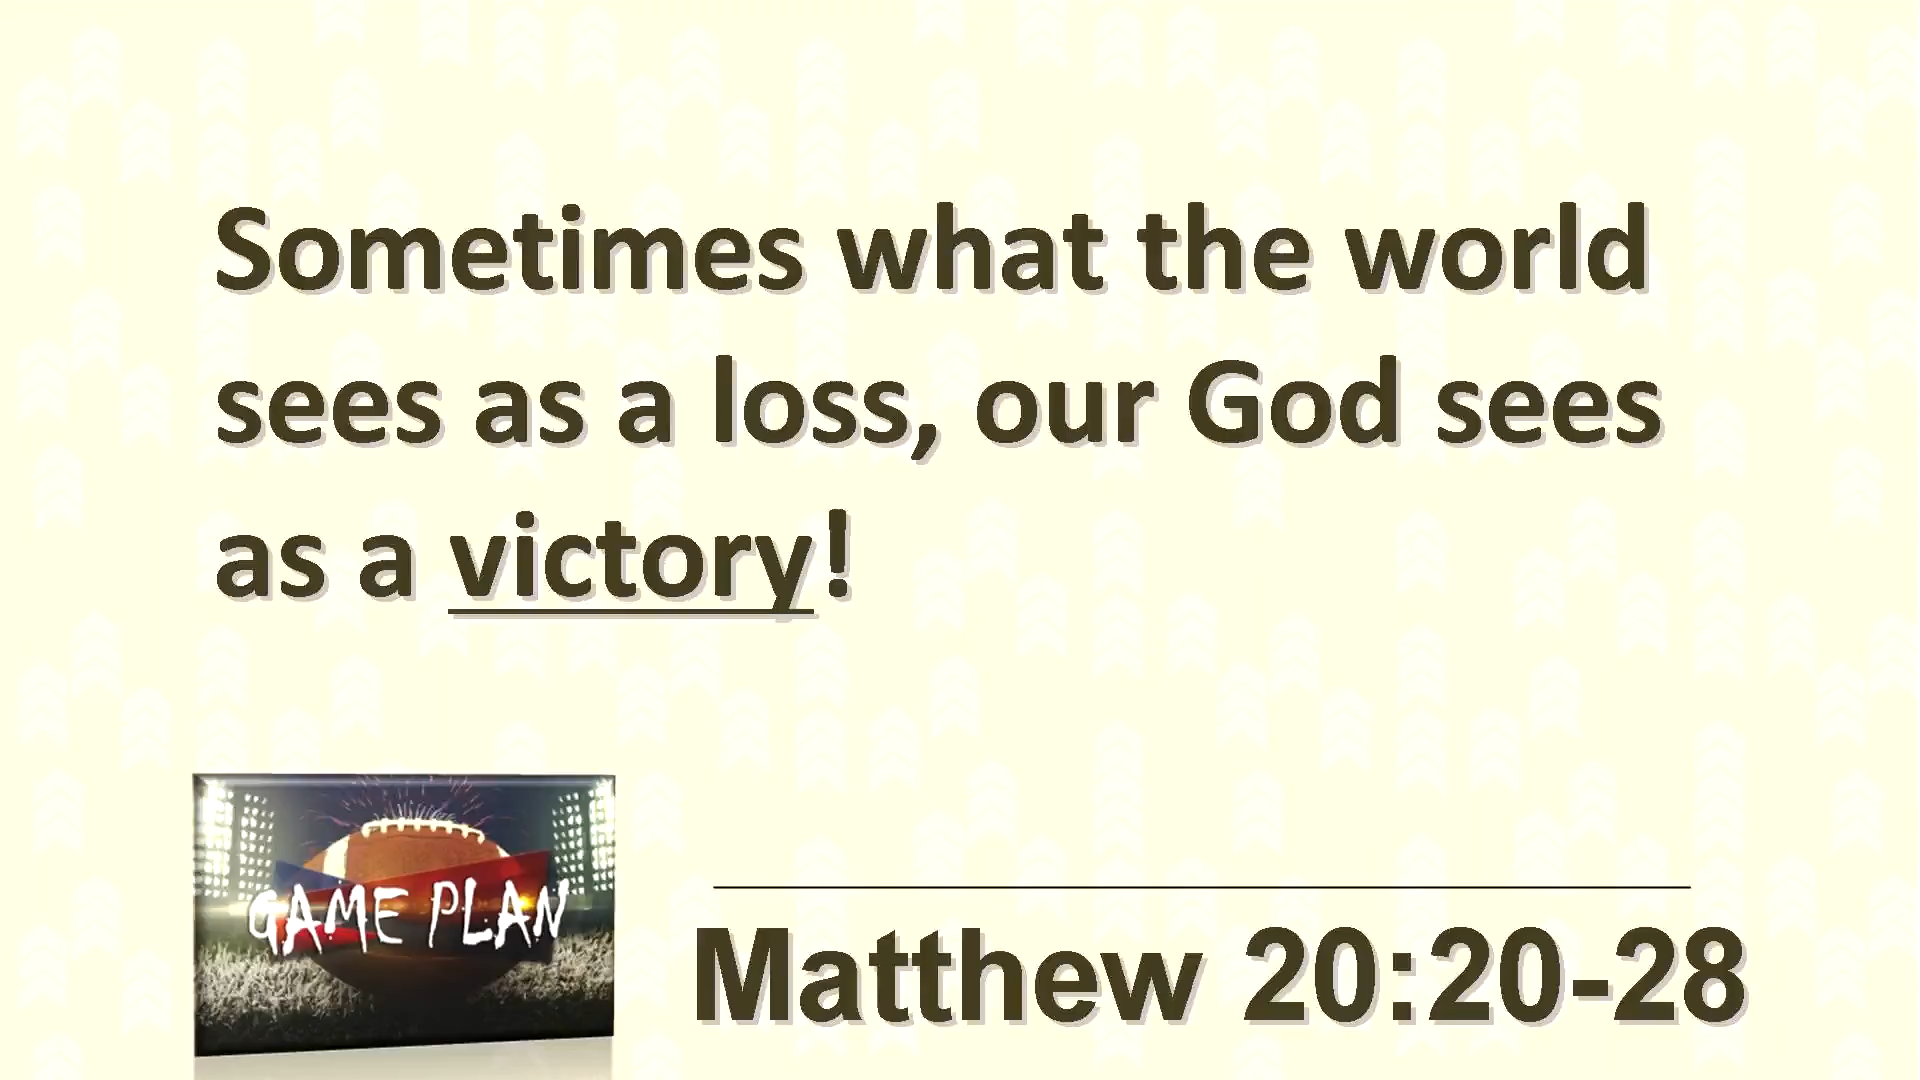 Sometimes what the world
sees as a loss, our God sees
as a victory!
GAME PLAN
Matthew 20:20-28